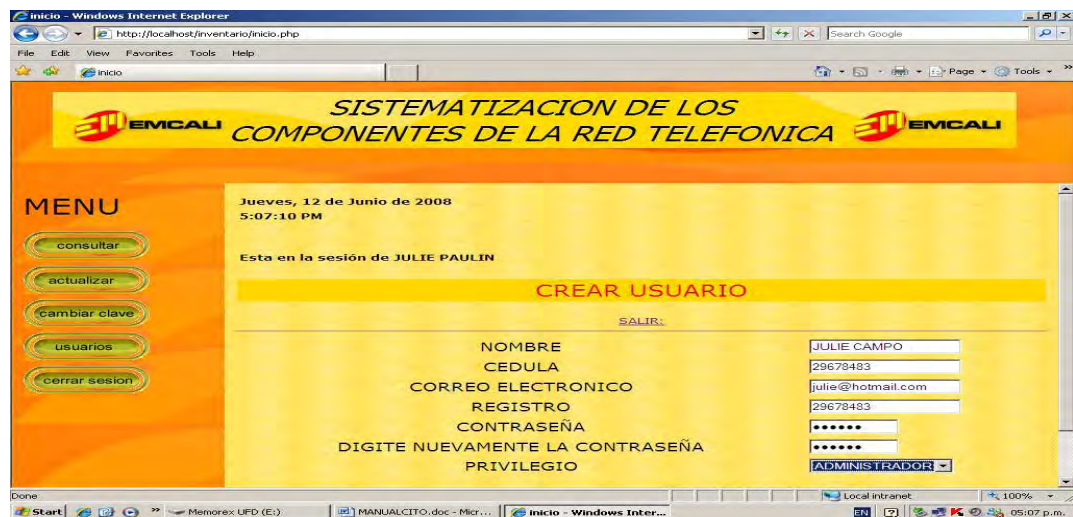 inicio - Windows Internet Explorer
http://localhost/inventario/inicio.php
Search Google
File Edit View Favorites Tools Help
inicio
Page Tools
EMCALI
SISTEMATIZACION DE LOS
COMPONENTES DE LA RED TELEFONICA
EMCALI
MENU
consultar
actualizar
cambiar clave
usuarios
cerrar sesion
Jueves, 12 de Junio de 2008
5:07:10 PM
Esta en la sesión de JULIE PAULIN
CREAR USUARIO
SALIR:
NOMBRE JULIE CAMPO
CEDULA 29678483
CORREO ELECTRONICO julie@hotmail.com
REGISTRO 29678483
CONTRASEÑA ••••••
DIGITE NUEVAMENTE LA CONTRASEÑA ••••••
PRIVILEGIO ADMINISTRADOR
Done Local intranet 100%
Start Memorex UFD (E:) MANUALCITO.doc - Micr... inicio - Windows Inter... EN 05:07 p.m.